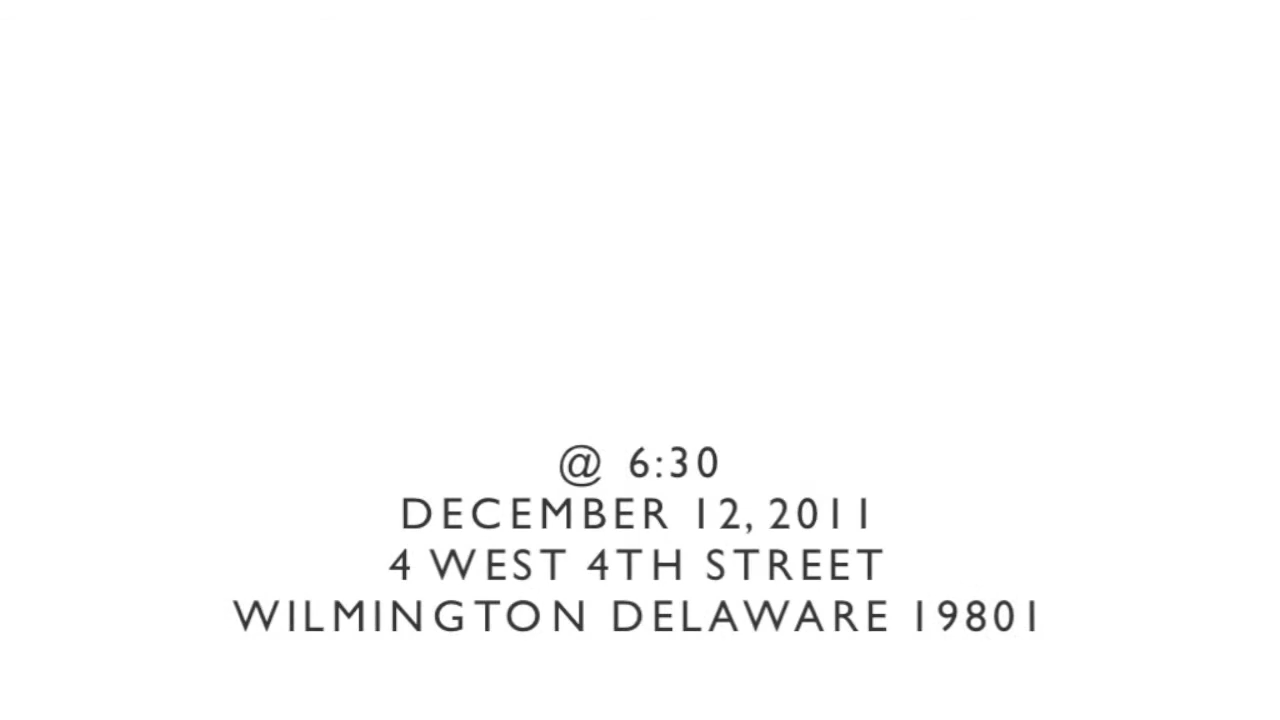 @ 6:30
DECEMBER 12, 2011
4 WEST 4TH STREET
WILMINGTON DELAWARE 19801